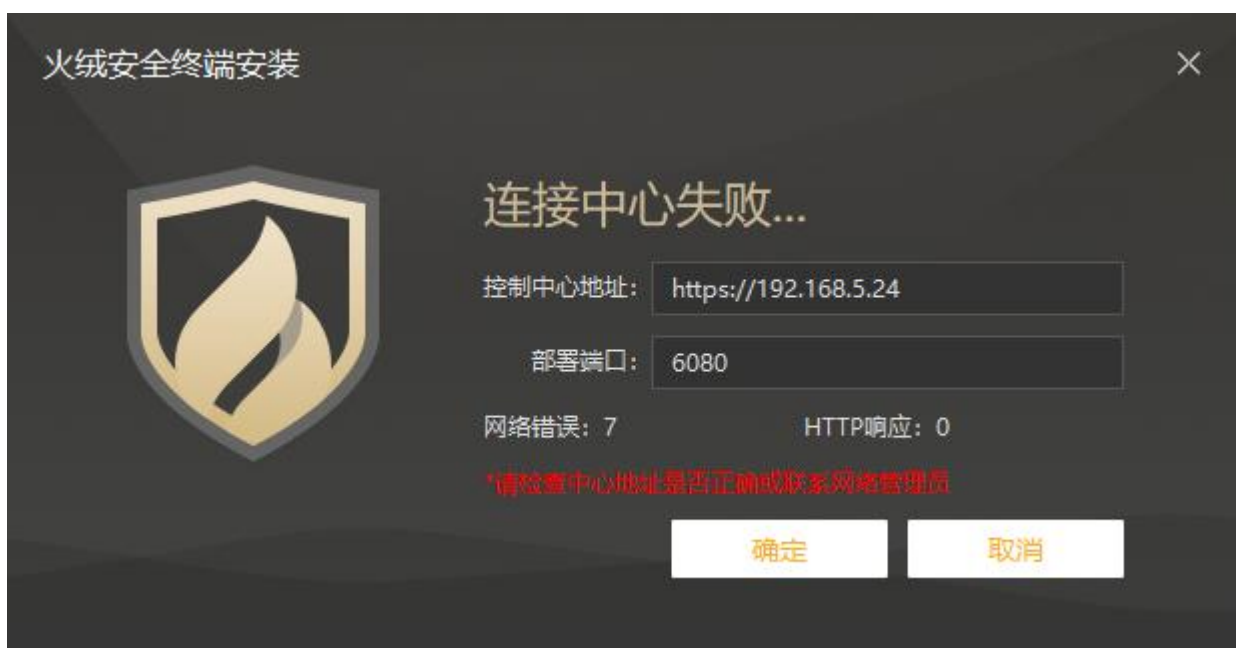 火绒安全终端安装
连接中心失败...
控制中心地址： https://192.168.5.24
部署端口： 6080
网络错误：7 HTTP响应：0
*请检查中心地址是否正确或联系网络管理员
确定 取消